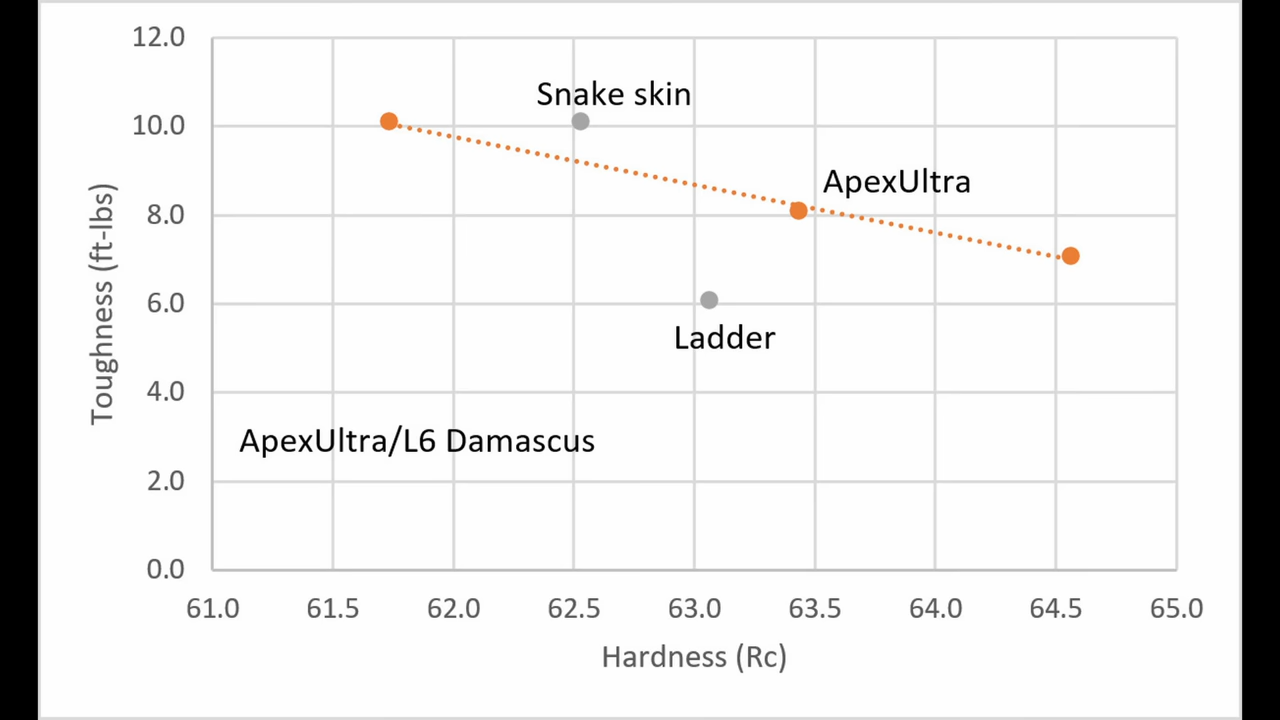 12.0
10.0
8.0
6.0
4.0
2.0
0.0
Toughness (ft-lbs)
Snake skin
ApexUltra
Ladder
ApexUltra/L6 Damascus
61.0 61.5 62.0 62.5 63.0 63.5 64.0 64.5 65.0
Hardness (Rc)